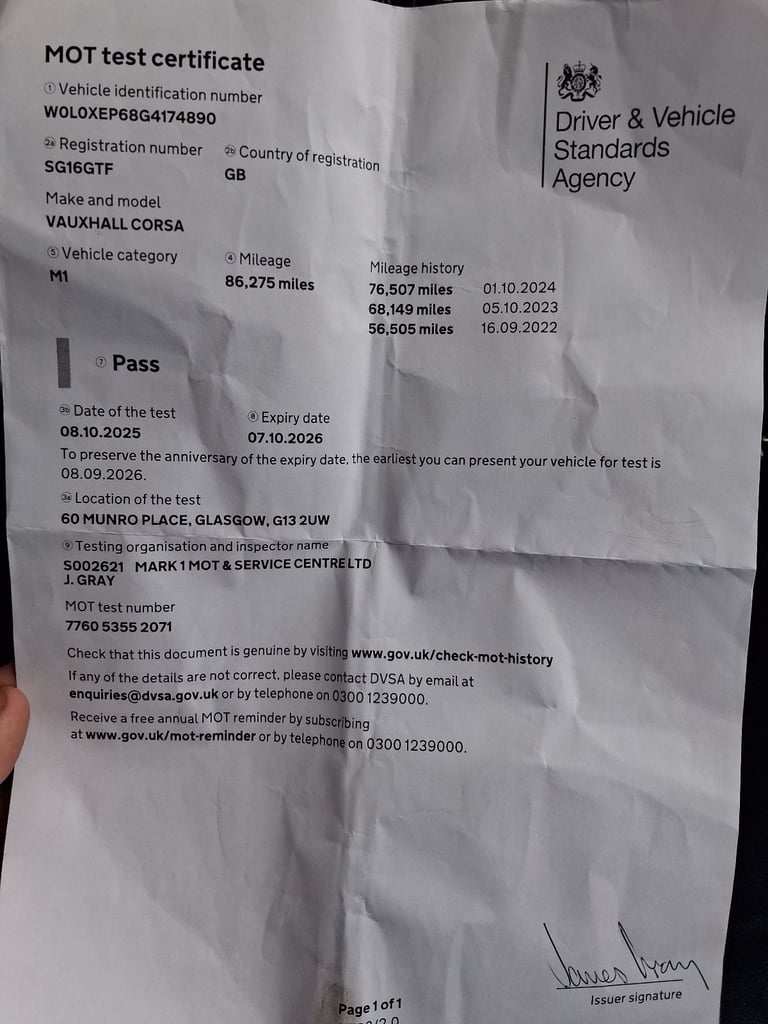 MOT test certificate
① Vehicle identification number
W0L0XEP68G4174890
Driver & Vehicle
Standards
Agency
2a Registration number 2b Country of registration
SG16GTF GB
Make and model
VAUXHALL CORSA
⑤ Vehicle category ④ Mileage Mileage history
M1 86,275 miles 76,507 miles 01.10.2024
68,149 miles 05.10.2023
56,505 miles 16.09.2022
⑦ Pass
3b Date of the test ⑧ Expiry date
08.10.2025 07.10.2026
To preserve the anniversary of the expiry date, the earliest you can present your vehicle for test is
08.09.2026.
3a Location of the test
60 MUNRO PLACE, GLASGOW, G13 2UW
⑨ Testing organisation and inspector name
S002621 MARK 1 MOT & SERVICE CENTRE LTD
J. GRAY
MOT test number
7760 5355 2071
Check that this document is genuine by visiting www.gov.uk/check-mot-history
If any of the details are not correct, please contact DVSA by email at
enquiries@dvsa.gov.uk or by telephone on 0300 1239000.
Receive a free annual MOT reminder by subscribing
at www.gov.uk/mot-reminder or by telephone on 0300 1239000.
James Gray
Issuer signature
Page 1 of 1